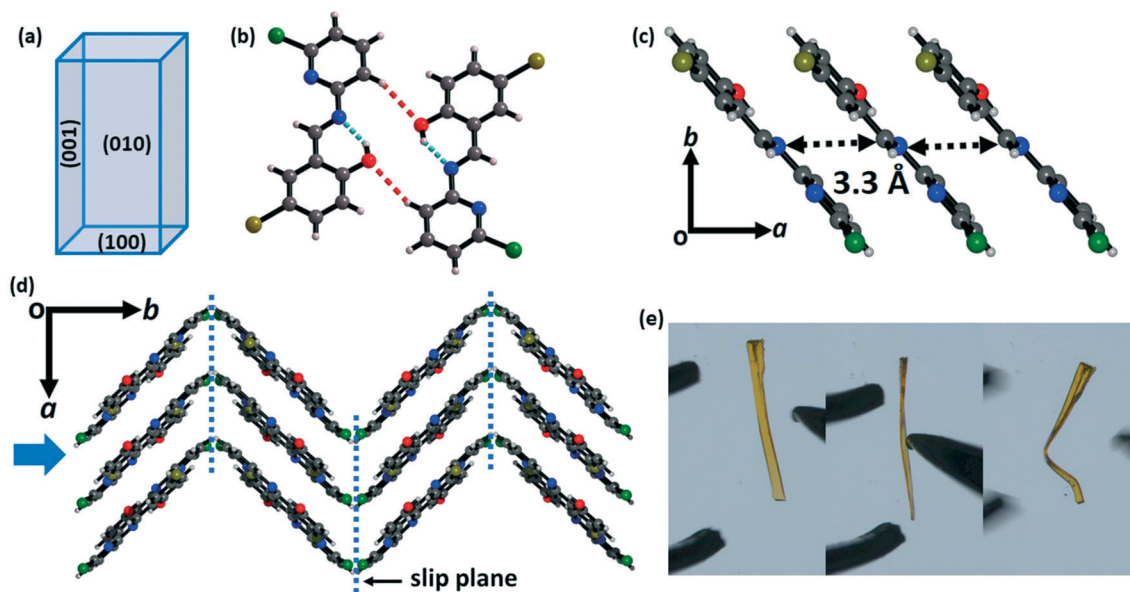 (a)
(001)
(010)
(100)
(b)
(c)
b
o
a
3.3 Å
(d)
o
b
a
slip plane
(e)